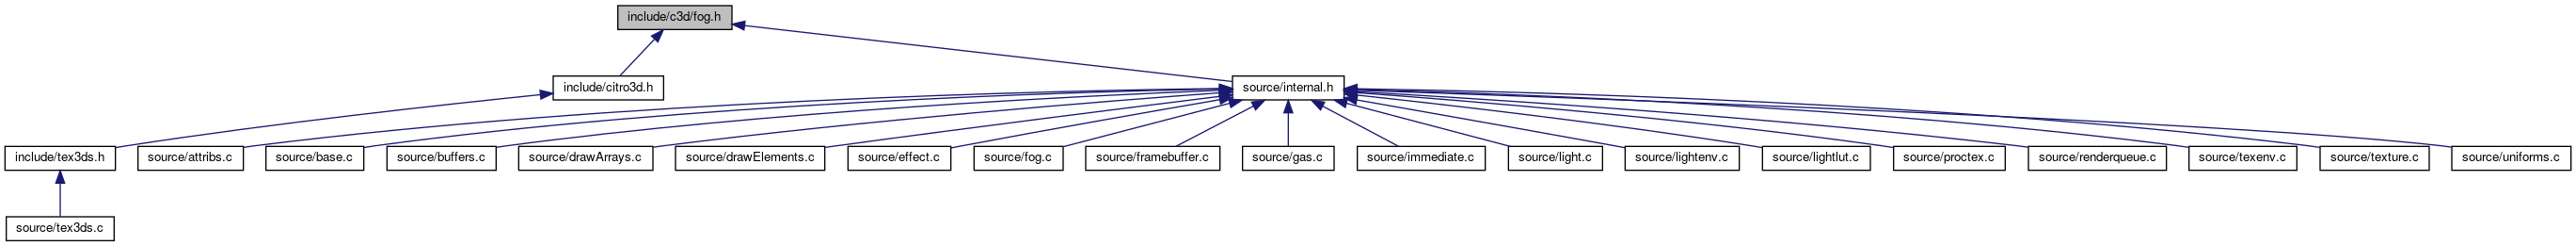 include/c3d/fog.h
include/citro3d.h
source/internal.h
include/tex3ds.h
source/attribs.c
source/base.c
source/buffers.c
source/drawArrays.c
source/drawElements.c
source/effect.c
source/fog.c
source/framebuffer.c
source/gas.c
source/immediate.c
source/light.c
source/lightenv.c
source/lightlut.c
source/proctex.c
source/renderqueue.c
source/texenv.c
source/texture.c
source/uniforms.c
source/tex3ds.c